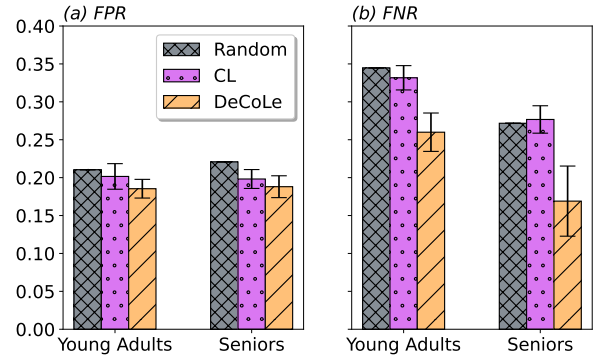 (a) FPR
(b) FNR
0.40
0.35
0.30
0.25
0.20
0.15
0.10
0.05
0.00
Random
CL
DeCoLe
Young Adults
Seniors
Young Adults
Seniors